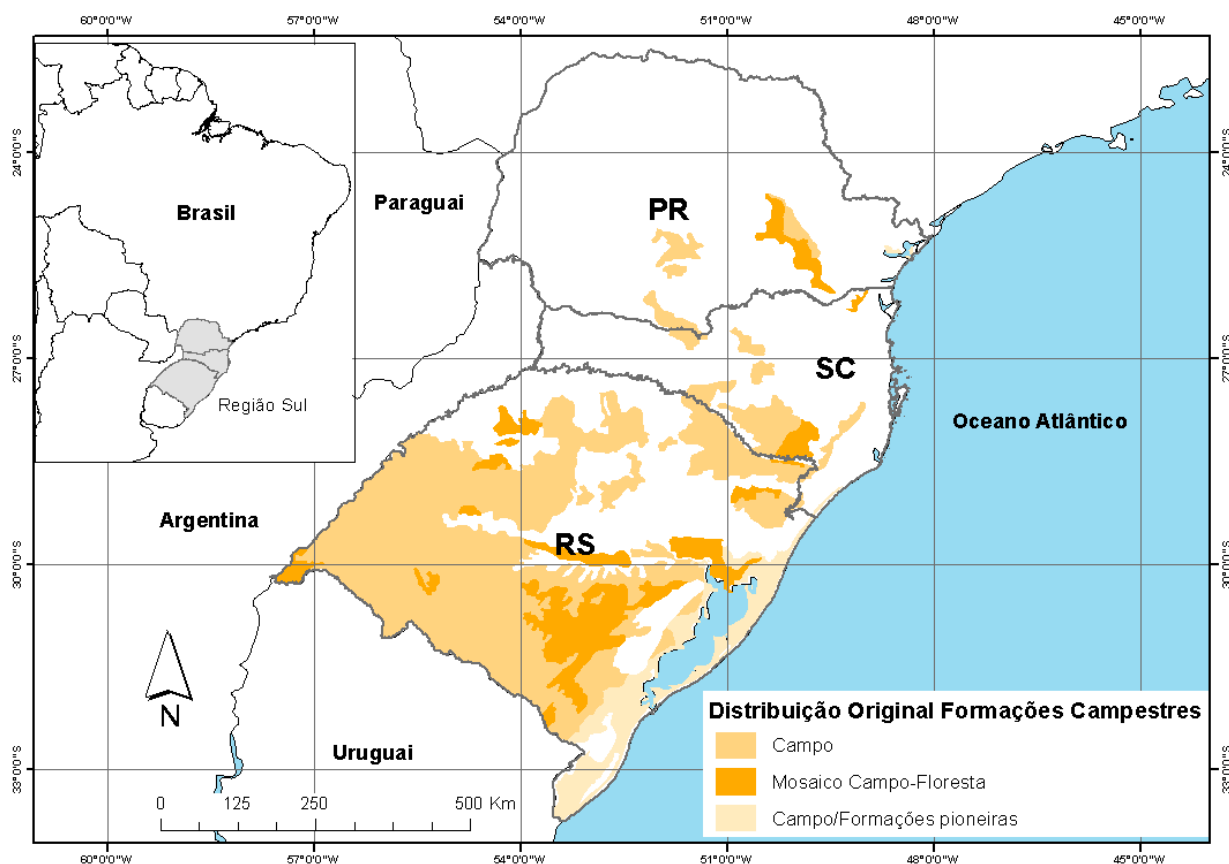 60°0'0"W 57°0'0"W 54°0'0"W 51°0'0"W 48°0'0"W 45°0'0"W
24°0'0"S
24°0'0"S
Brasil
Paraguai
PR
27°0'0"S
SC
27°0'0"S
Região Sul
Oceano Atlântico
Argentina
RS
30°0'0"S
30°0'0"S
N
Uruguai
Distribuição Original Formações Campestres
Campo
Mosaico Campo-Floresta
Campo/Formações pioneiras
33°0'0"S
33°0'0"S
0 125 250 500 Km
60°0'0"W 57°0'0"W 54°0'0"W 51°0'0"W 48°0'0"W 45°0'0"W